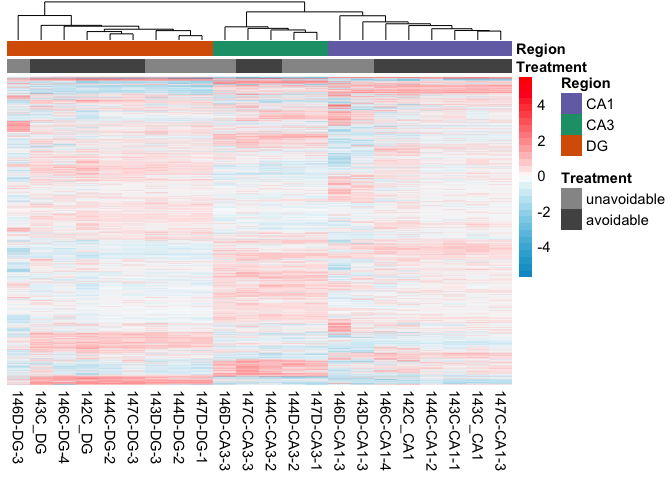 Region
Treatment
4
2
0
-2
-4
Region
CA1
CA3
DG
Treatment
unavoidable
avoidable
146D-DG-3
143C_DG
146C-DG-4
142C_DG
144C-DG-2
147C-DG-3
143D-DG-3
144D-DG-2
147D-DG-1
146D-CA3-3
147C-CA3-3
144C-CA3-2
144D-CA3-2
147D-CA3-1
146D-CA1-3
143D-CA1-3
146C-CA1-4
142C_CA1
144C-CA1-2
143C-CA1-1
143C_CA1
147C-CA1-3